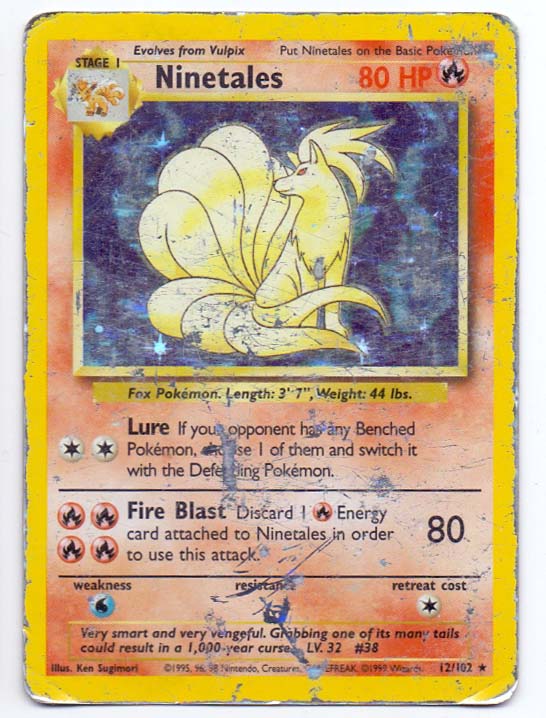 Evolves from Vulpix Put Ninetales on the Basic
STAGE 1 Ninetales 80 HP
Fox Pokémon. Length: 3' 7", Weight: 44 lbs.
Lure If your opponent has any Benched
Pokémon, 1 of them and switch it
with the Defending Pokémon.
Fire Blast Discard 1 Energy
card attached to Ninetales in order
to use this attack. 80
weakness resistance retreat cost
Very smart and very vengeful. Grabbing one of its many tails
could result in a 1,000-year curse. LV. 32 #38
Illus. Ken Sugimori ©1995, 96, 98 Nintendo, Creatures, GAMEFREAK. ©1999 Wizards. 12/102 ★